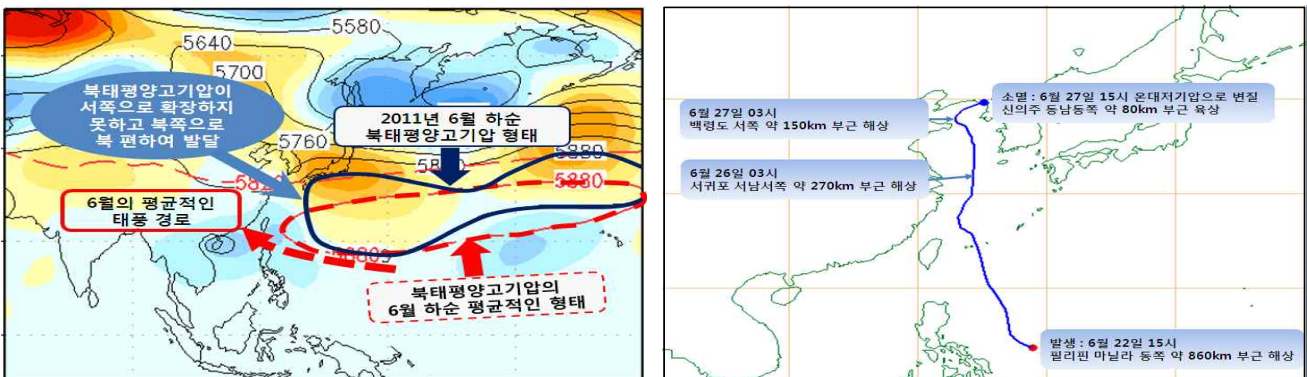 5580
5640
5700
북태평양고기압이
서쪽으로 확장하지
못하고 북쪽으로
북 편하여 발달
2011년 6월 하순
북태평양고기압 형태
5760
5880
5880
6월의 평균적인
태풍 경로
북태평양고기압의
6월 하순 평균적인 형태
소멸 : 6월 27일 15시 온대저기압으로 변질
신의주 동남동쪽 약 80km 부근 육상
6월 27일 03시
백령도 서쪽 약 150km 부근 해상
6월 26일 03시
서귀포 서남서쪽 약 270km 부근 해상
발생 : 6월 22일 15시
필리핀 마닐라 동쪽 약 860km 부근 해상